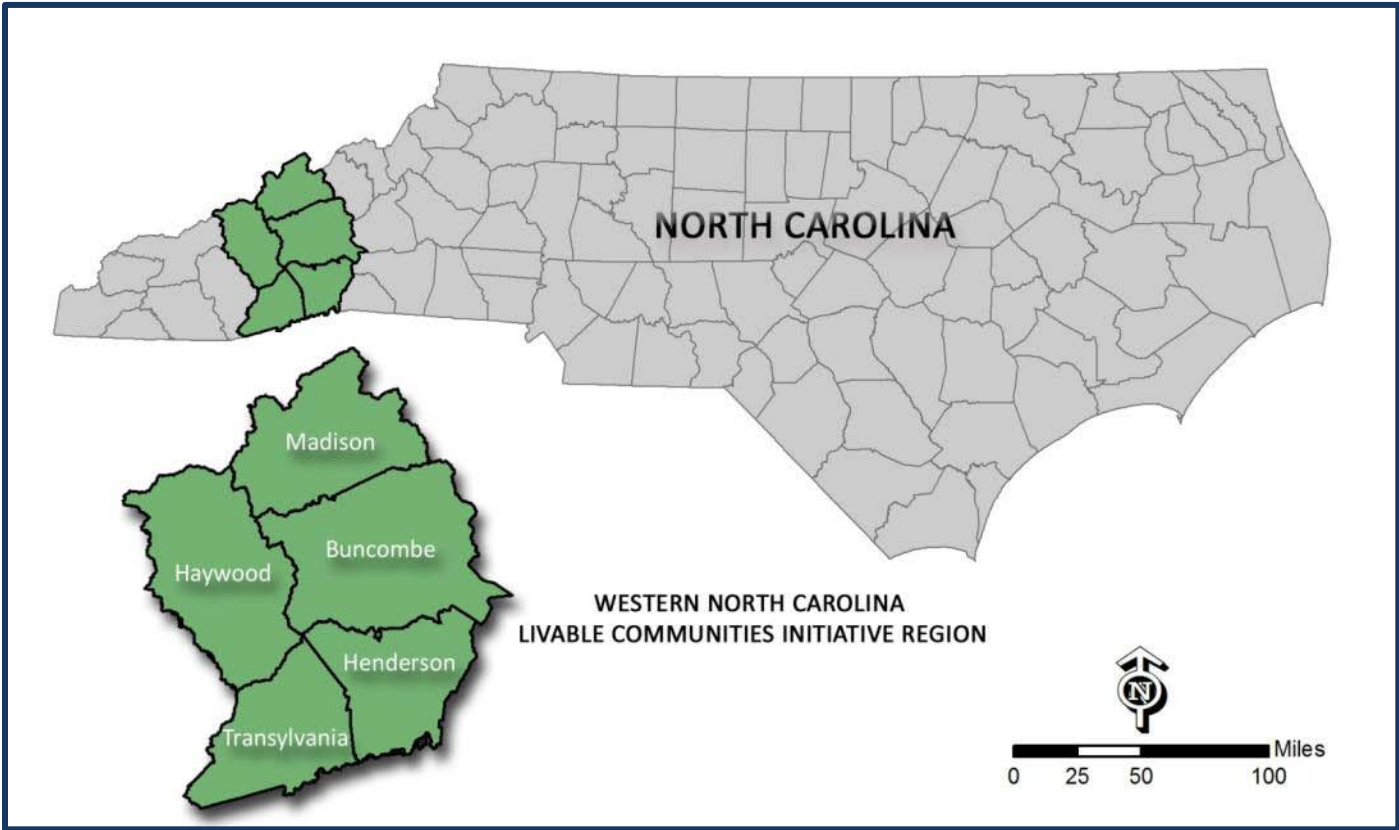 NORTH CAROLINA
Madison
Buncombe
Haywood
WESTERN NORTH CAROLINA
LIVABLE COMMUNITIES INITIATIVE REGION
Henderson
Transylvania
N
Miles
0 25 50 100